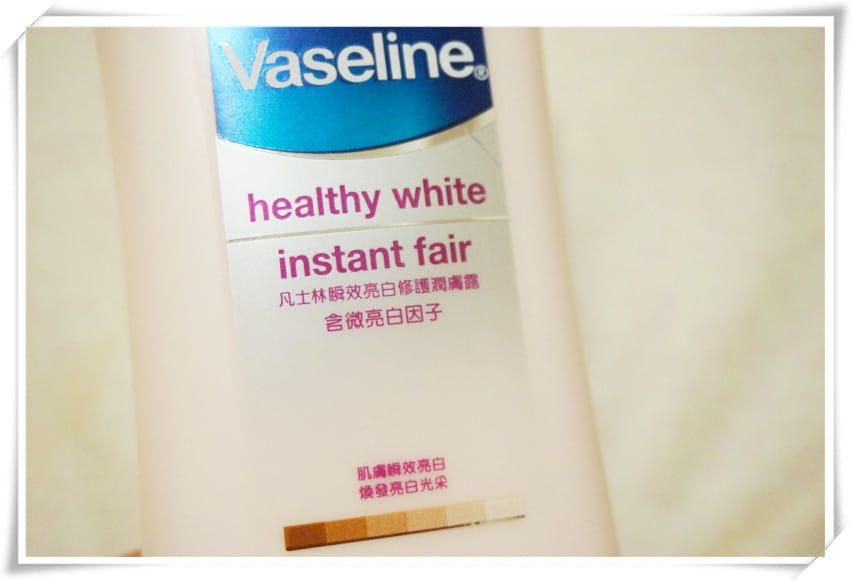 Vaseline®
healthy white
instant fair
凡士林瞬效亮白修護潤膚露
含微亮白因子
肌膚瞬效亮白
煥發亮白光采